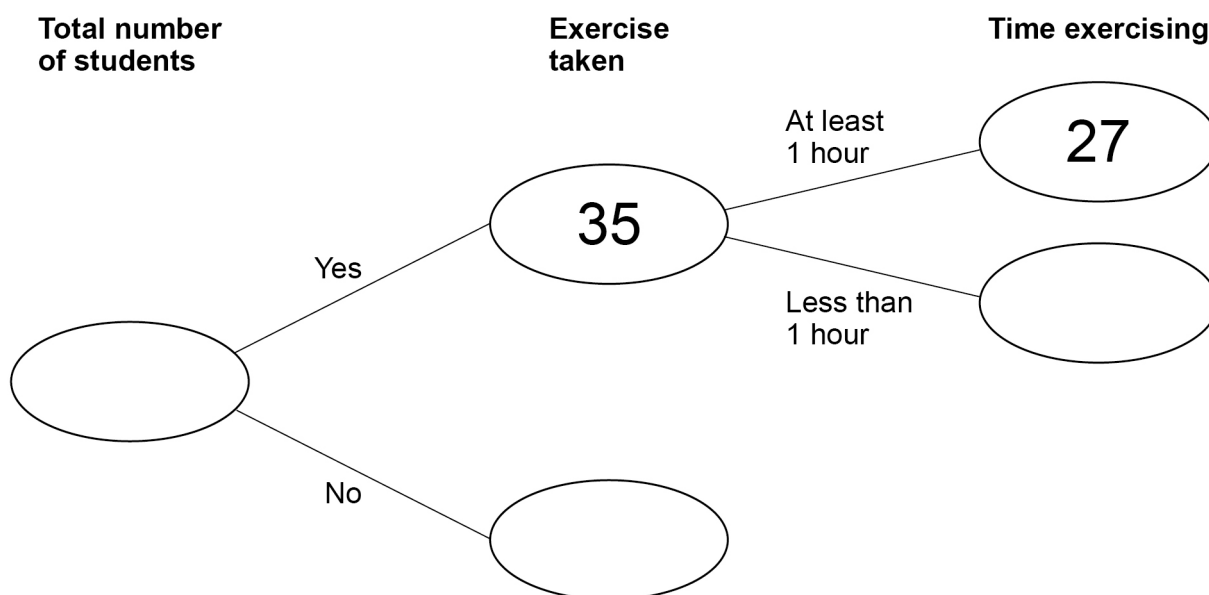 Total number
of students
Exercise
taken
Time exercising
At least
1 hour
27
35
Yes
Less than
1 hour
No